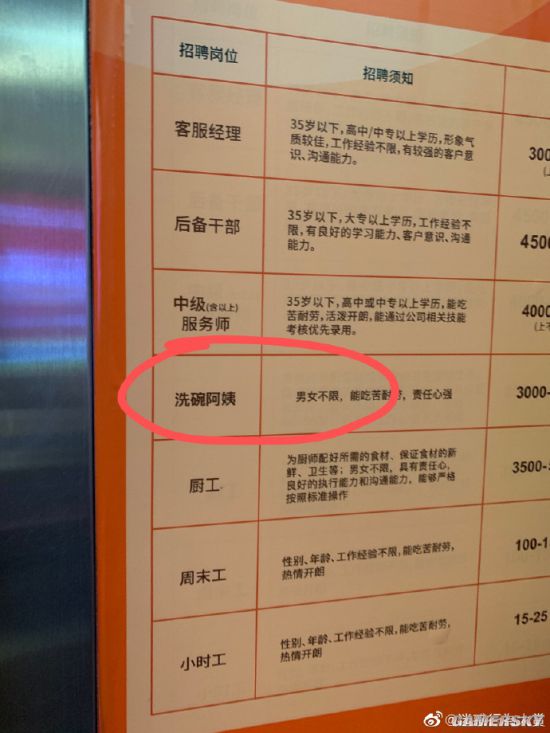 招聘岗位
招聘须知
客服经理
35岁以下，高中/中专以上学历，形象气
质较佳，工作经验不限，有较强的客户意
识、沟通能力。
300
后备干部
35岁以下，大专以上学历，工作经验不
限，有良好的学习能力、客户意识、沟通
能力。
4500
中级(含以上)
服务师
35岁以下，高中或中专以上学历，能吃
苦耐劳，活泼开朗，能通过公司相关技能
考核优先录用。
4000
洗碗阿姨
男女不限，能吃苦耐劳，责任心强
3000-
厨工
为厨师配好所需的食材、保证食材的新
鲜、卫生等；男女不限，具有责任心，
良好的执行能力和沟通能力，能够严格
按照标准操作
3500-
周末工
性别、年龄、工作经验不限，能吃苦耐劳，
热情开朗
100-1
小时工
性别、年龄、工作经验不限，能吃苦耐劳，
热情开朗
15-25
GAMERSKY